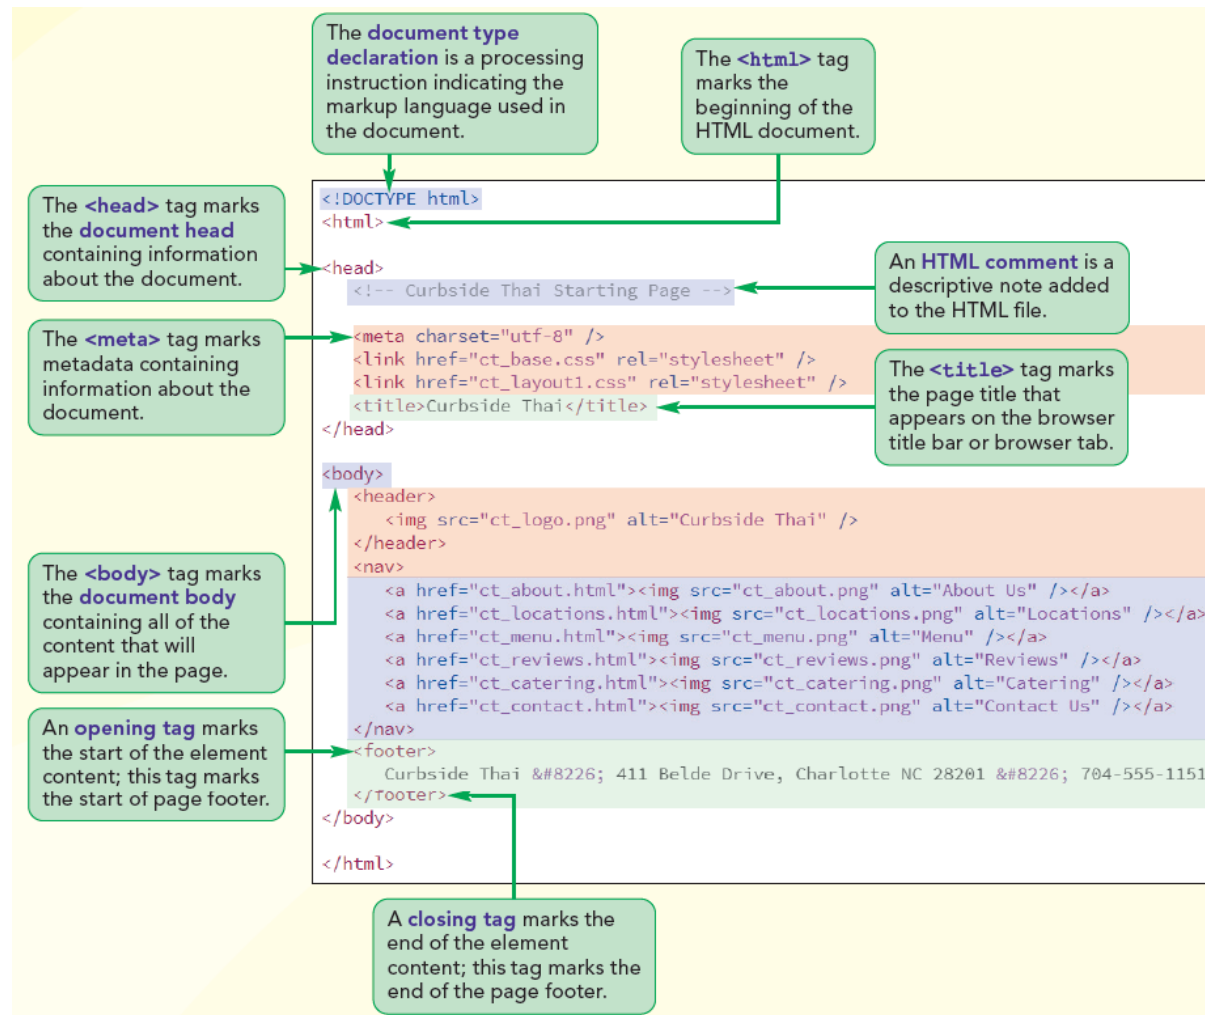 The document type
declaration is a processing
instruction indicating the
markup language used in
the document.
The <html> tag
marks the
beginning of the
HTML document.
The <head> tag marks
the document head
containing information
about the document.
The <meta> tag marks
metadata containing
information about the
document.
The <body> tag marks
the document body
containing all of the
content that will
appear in the page.
An opening tag marks
the start of the element
content; this tag marks
the start of page footer.
<!DOCTYPE html>
<html>
<head>
<!-- Curbside Thai Starting Page -->
<meta charset="utf-8" />
<link href="ct_base.css" rel="stylesheet" />
<link href="ct_layout1.css" rel="stylesheet" />
<title>Curbside Thai</title>
</head>
<body>
<header>
<img src="ct_logo.png" alt="Curbside Thai" />
</header>
<nav>
<a href="ct_about.html"><img src="ct_about.png" alt="About Us" /></a>
<a href="ct_locations.html"><img src="ct_locations.png" alt="Locations" /></a>
<a href="ct_menu.html"><img src="ct_menu.png" alt="Menu" /></a>
<a href="ct_reviews.html"><img src="ct_reviews.png" alt="Reviews" /></a>
<a href="ct_catering.html"><img src="ct_catering.png" alt="Catering" /></a>
<a href="ct_contact.html"><img src="ct_contact.png" alt="Contact Us" /></a>
</nav>
<footer>
Curbside Thai &#8226; 411 Belde Drive, Charlotte NC 28201 &#8226; 704-555-1151
</footer>
</body>
</html>
An HTML comment is a
descriptive note added
to the HTML file.
The <title> tag marks
the page title that
appears on the browser
title bar or browser tab.
A closing tag marks the
end of the element
content; this tag marks the
end of the page footer.